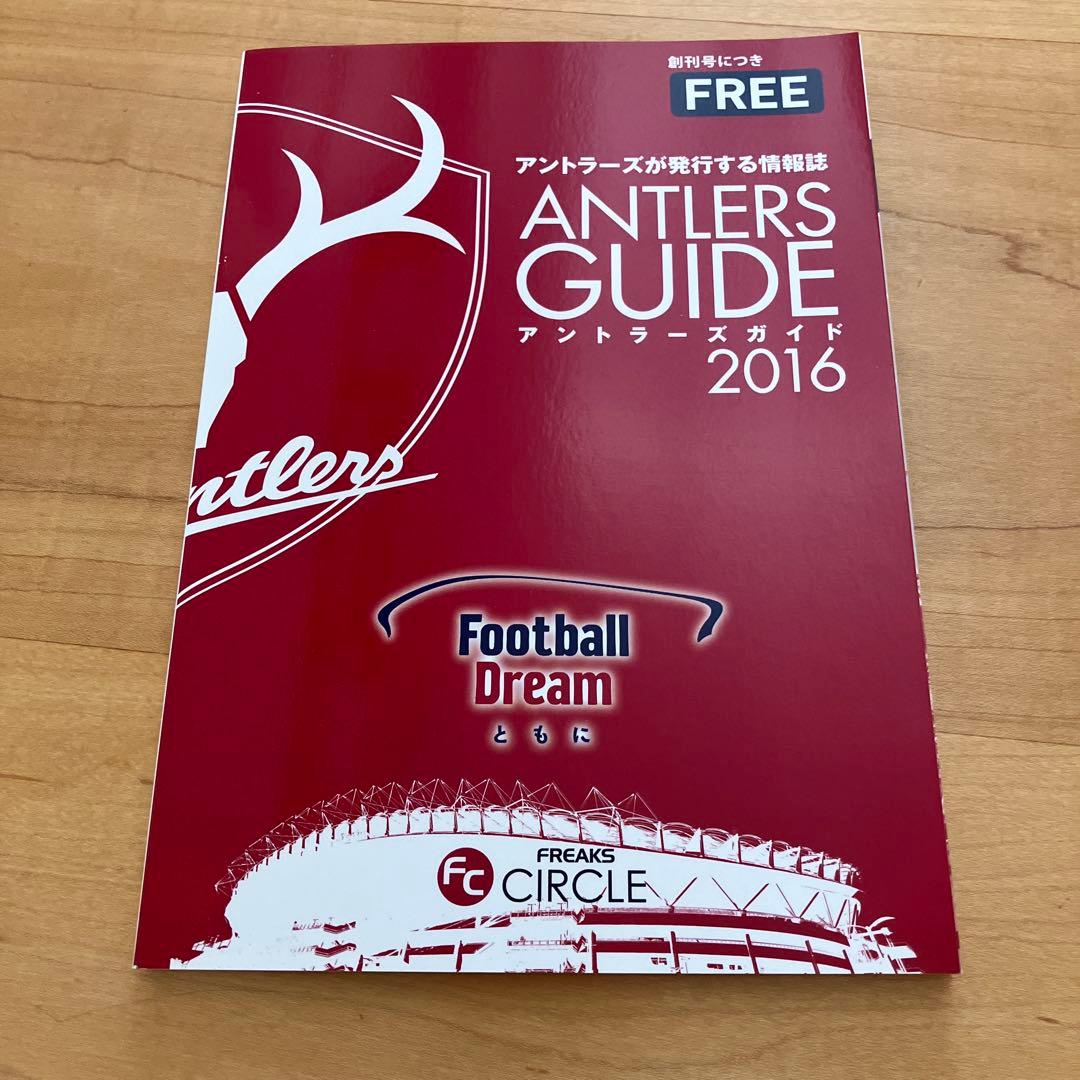 創刊号につき
FREE
アントラーズが発行する情報誌
ANTLERS
GUIDE
アントラーズガイド
2016
ntlers
Football
Dream
ともに
FC
FREAKS
CIRCLE